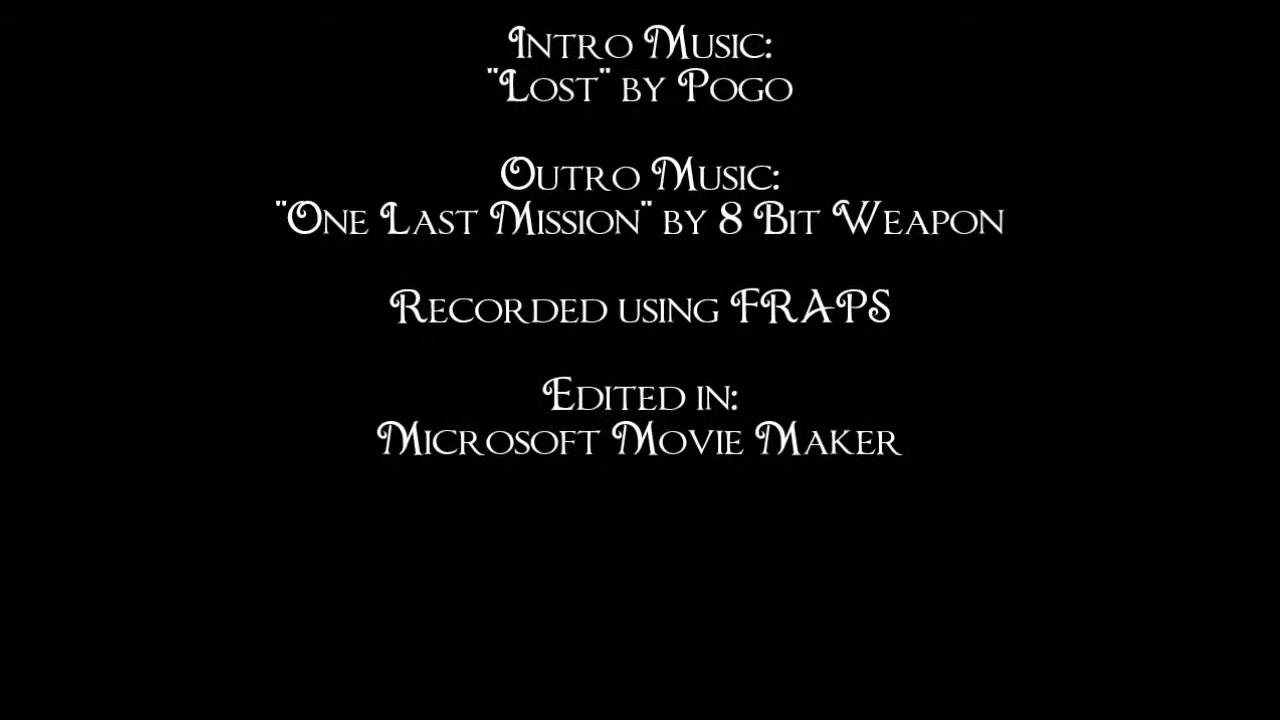 Intro Music:
"Lost" by Pogo
Outro Music:
"One Last Mission" by 8 Bit Weapon
Recorded using FRAPS
Edited in:
Microsoft Movie Maker